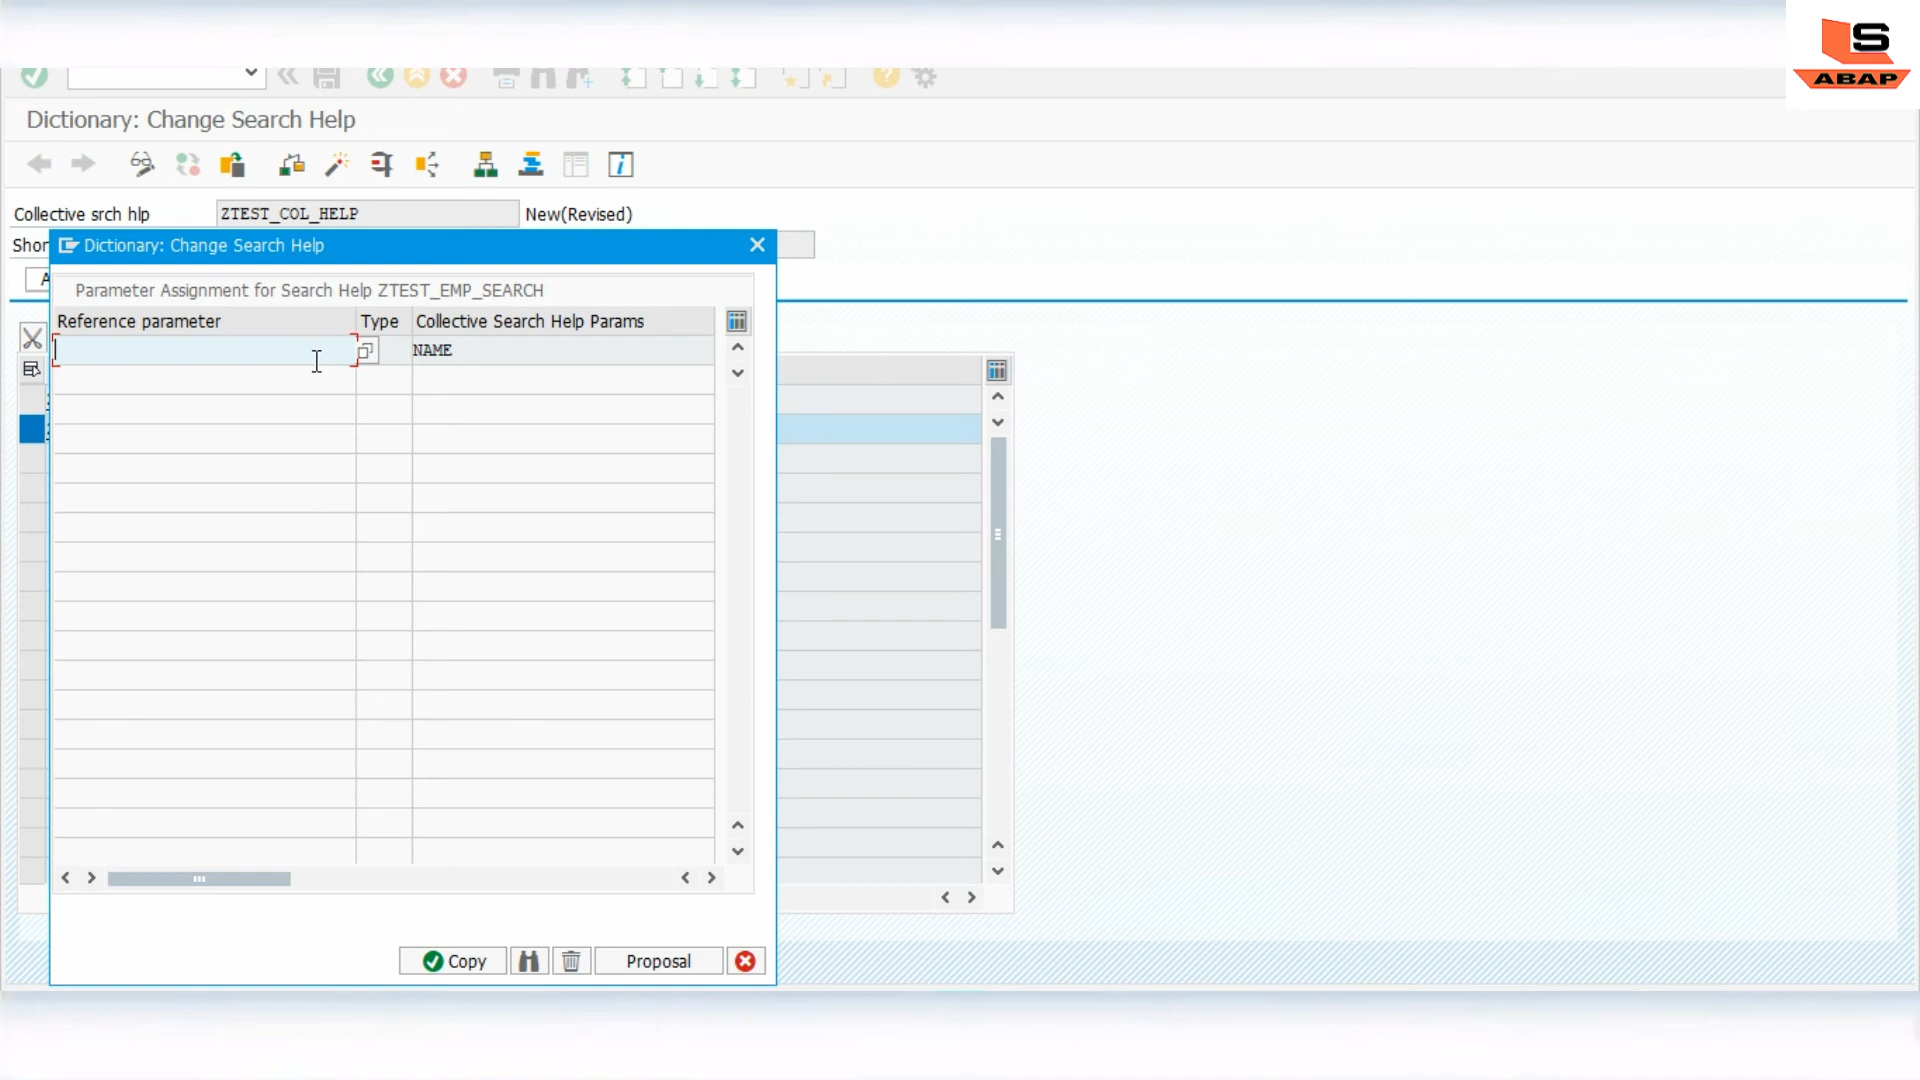 S
ABAP
Dictionary: Change Search Help
Collective srch hlp ZTEST_COL_HELP New(Revised)
Shor
Dictionary: Change Search Help
A
Parameter Assignment for Search Help ZTEST_EMP_SEARCH
Reference parameter Type Collective Search Help Params
NAME
Copy Proposal